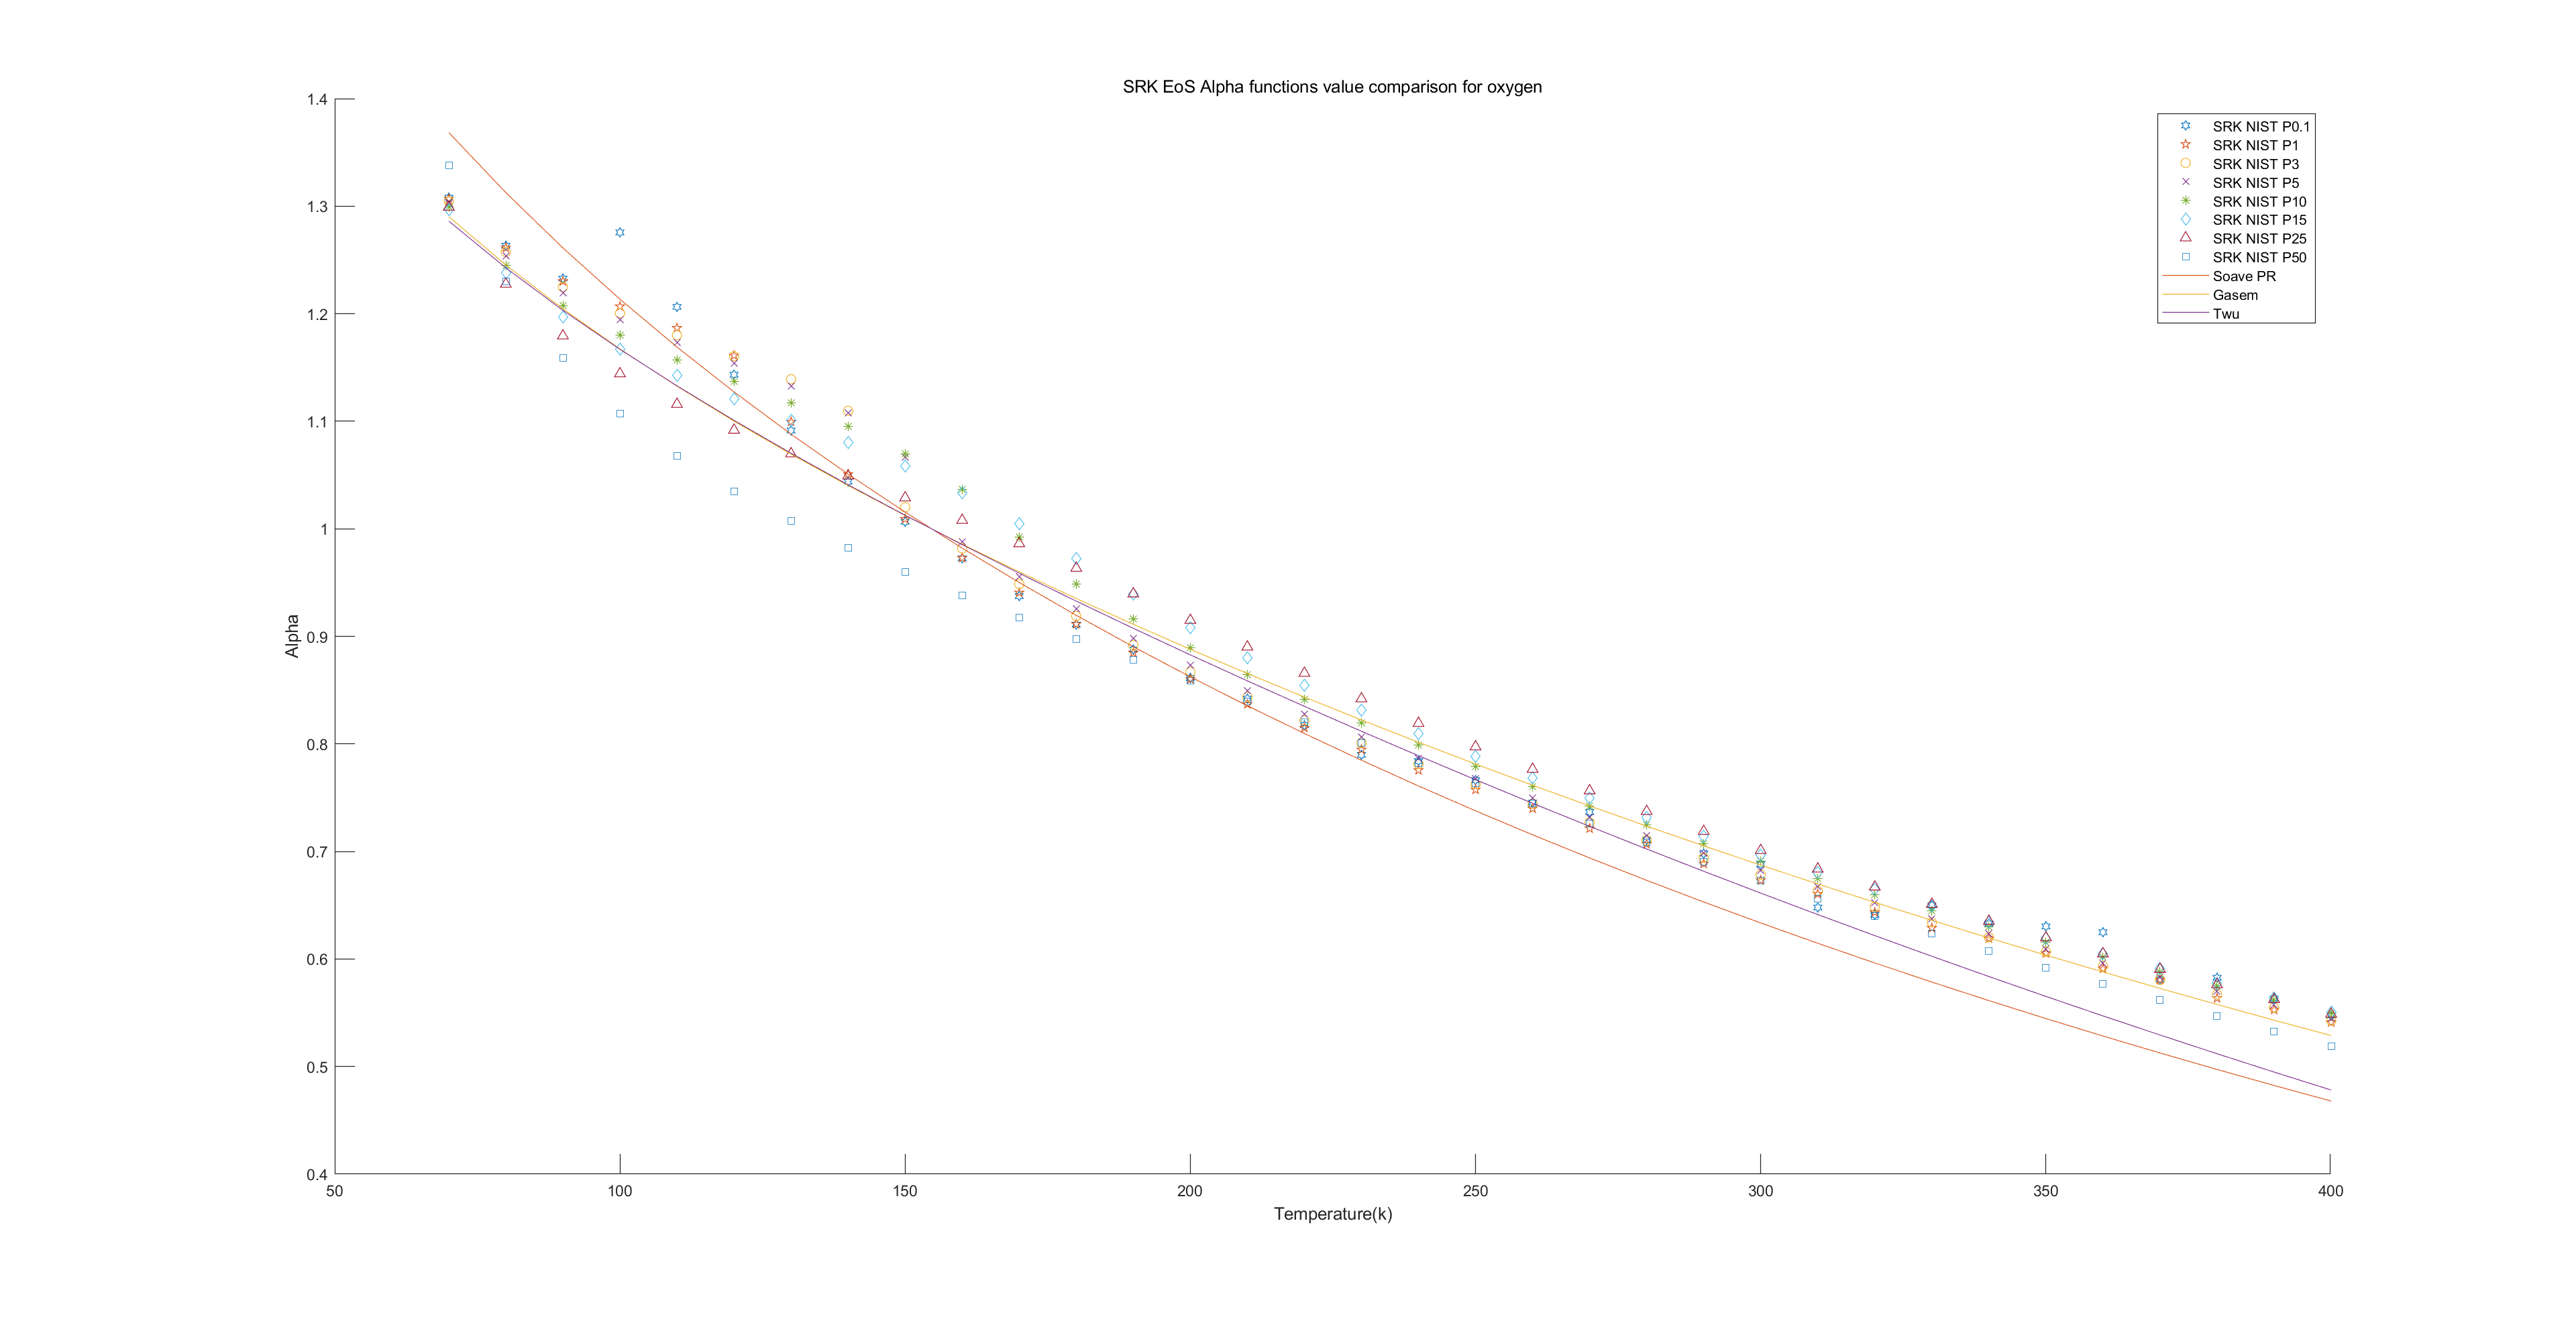 SRK EoS Alpha functions value comparison for oxygen
1.4
1.3
1.2
1.1
1
0.9
0.8
0.7
0.6
0.5
0.4
Alpha
50
100
150
200
250
300
350
400
Temperature(k)
SRK NIST P0.1
SRK NIST P1
SRK NIST P3
SRK NIST P5
SRK NIST P10
SRK NIST P15
SRK NIST P25
SRK NIST P50
Soave PR
Gasem
Twu